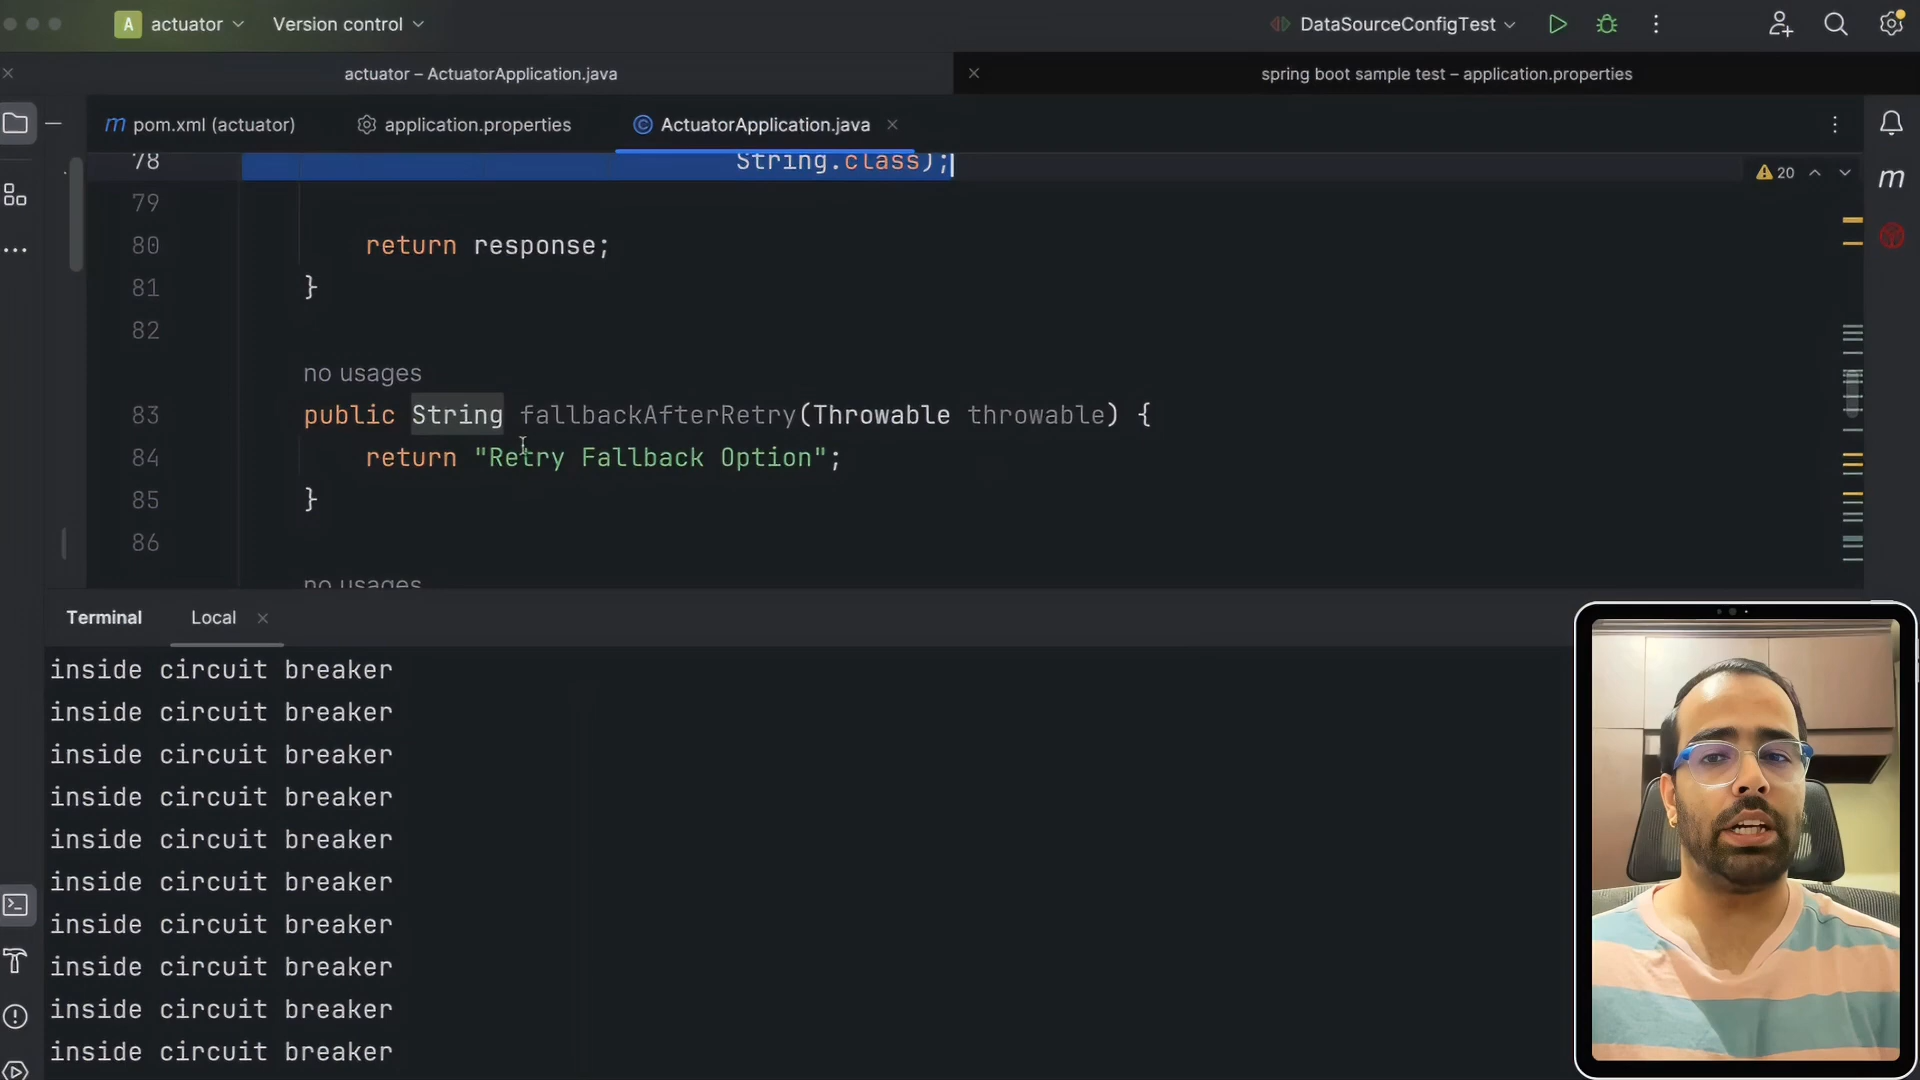 A actuator
Version control
DataSourceConfigTest
actuator – ActuatorApplication.java
spring boot sample test – application.properties
m pom.xml (actuator)
application.properties
C ActuatorApplication.java
78 String.class);
20
m
79
80 return response;
81 }
82
no usages
83 public String fallbackAfterRetry(Throwable throwable) {
84 return "Retry Fallback Option";
85 }
86
no usages
Terminal
Local
inside circuit breaker
inside circuit breaker
inside circuit breaker
inside circuit breaker
inside circuit breaker
inside circuit breaker
inside circuit breaker
inside circuit breaker
inside circuit breaker
inside circuit breaker